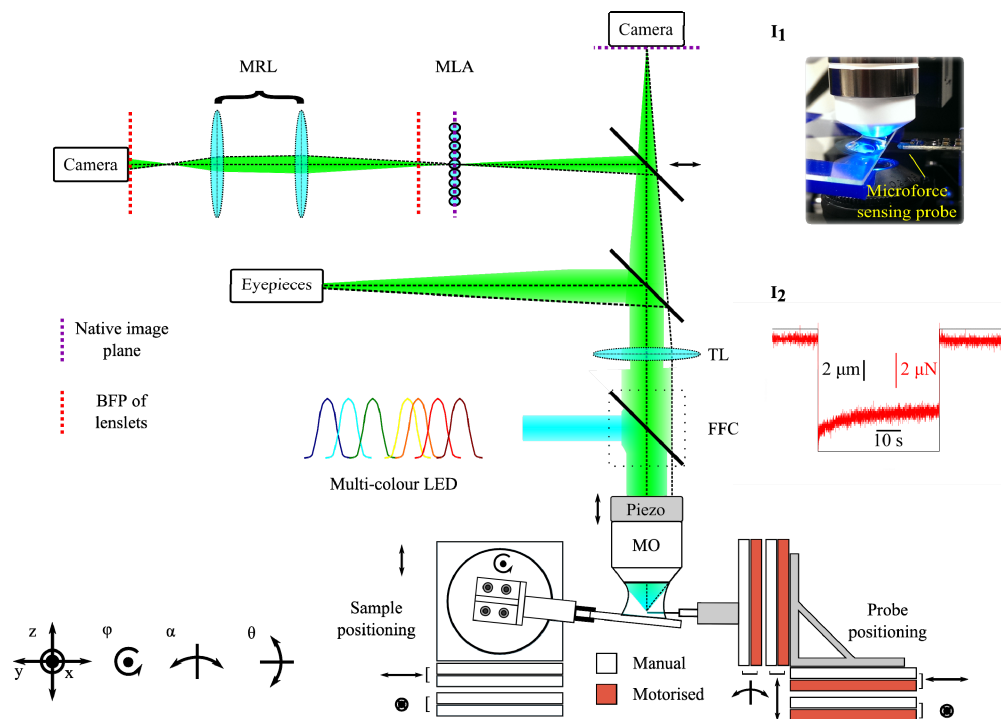 Camera
I1
MRL
MLA
Camera
Microforce
sensing probe
Eyepieces
I2
Native image
plane
TL
2 μm
2 μN
BFP of
lenslets
10 s
FFC
Multi-colour LED
Piezo
MO
Sample
positioning
Probe
positioning
z
φ
α
θ
y
x
Manual
Motorised